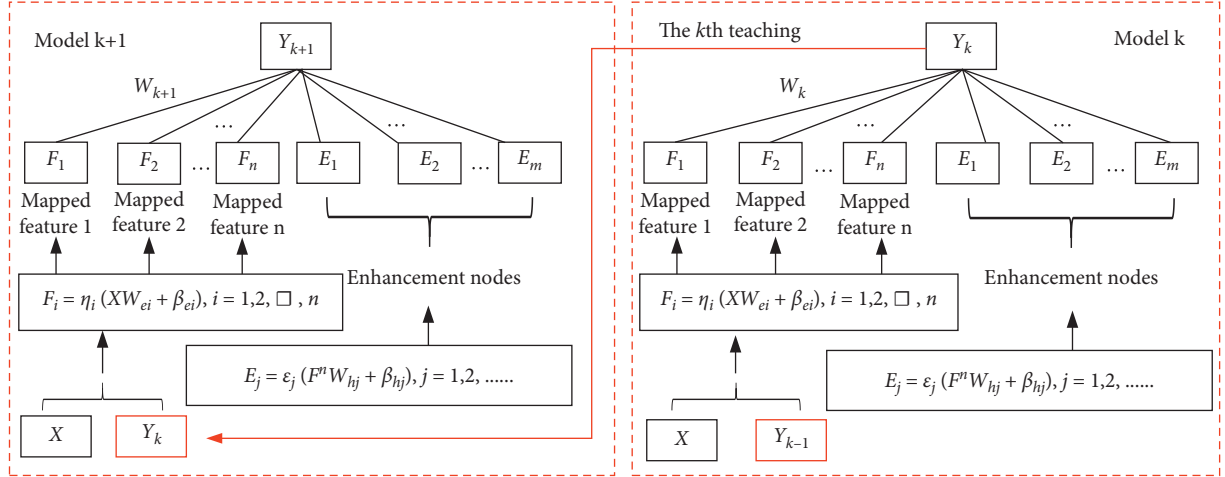 Model k+1
Y_{k+1}
W_{k+1}
... ...
F_1 F_2 ... F_n E_1 E_2 ... E_m
Mapped feature 1
Mapped feature 2
Mapped feature n
F_i = η_i (XW_{ei} + β_{ei}), i = 1,2, □ , n
Enhancement nodes
E_j = ε_j (F^n W_{hj} + β_{hj}), j = 1,2, ......
X Y_k
The kth teaching
Y_k
Model k
W_k
... ...
F_1 F_2 ... F_n E_1 E_2 ... E_m
Mapped feature 1
Mapped feature 2
Mapped feature n
F_i = η_i (XW_{ei} + β_{ei}), i = 1,2, □ , n
Enhancement nodes
E_j = ε_j (F^n W_{hj} + β_{hj}), j = 1,2, ......
X Y_{k–1}